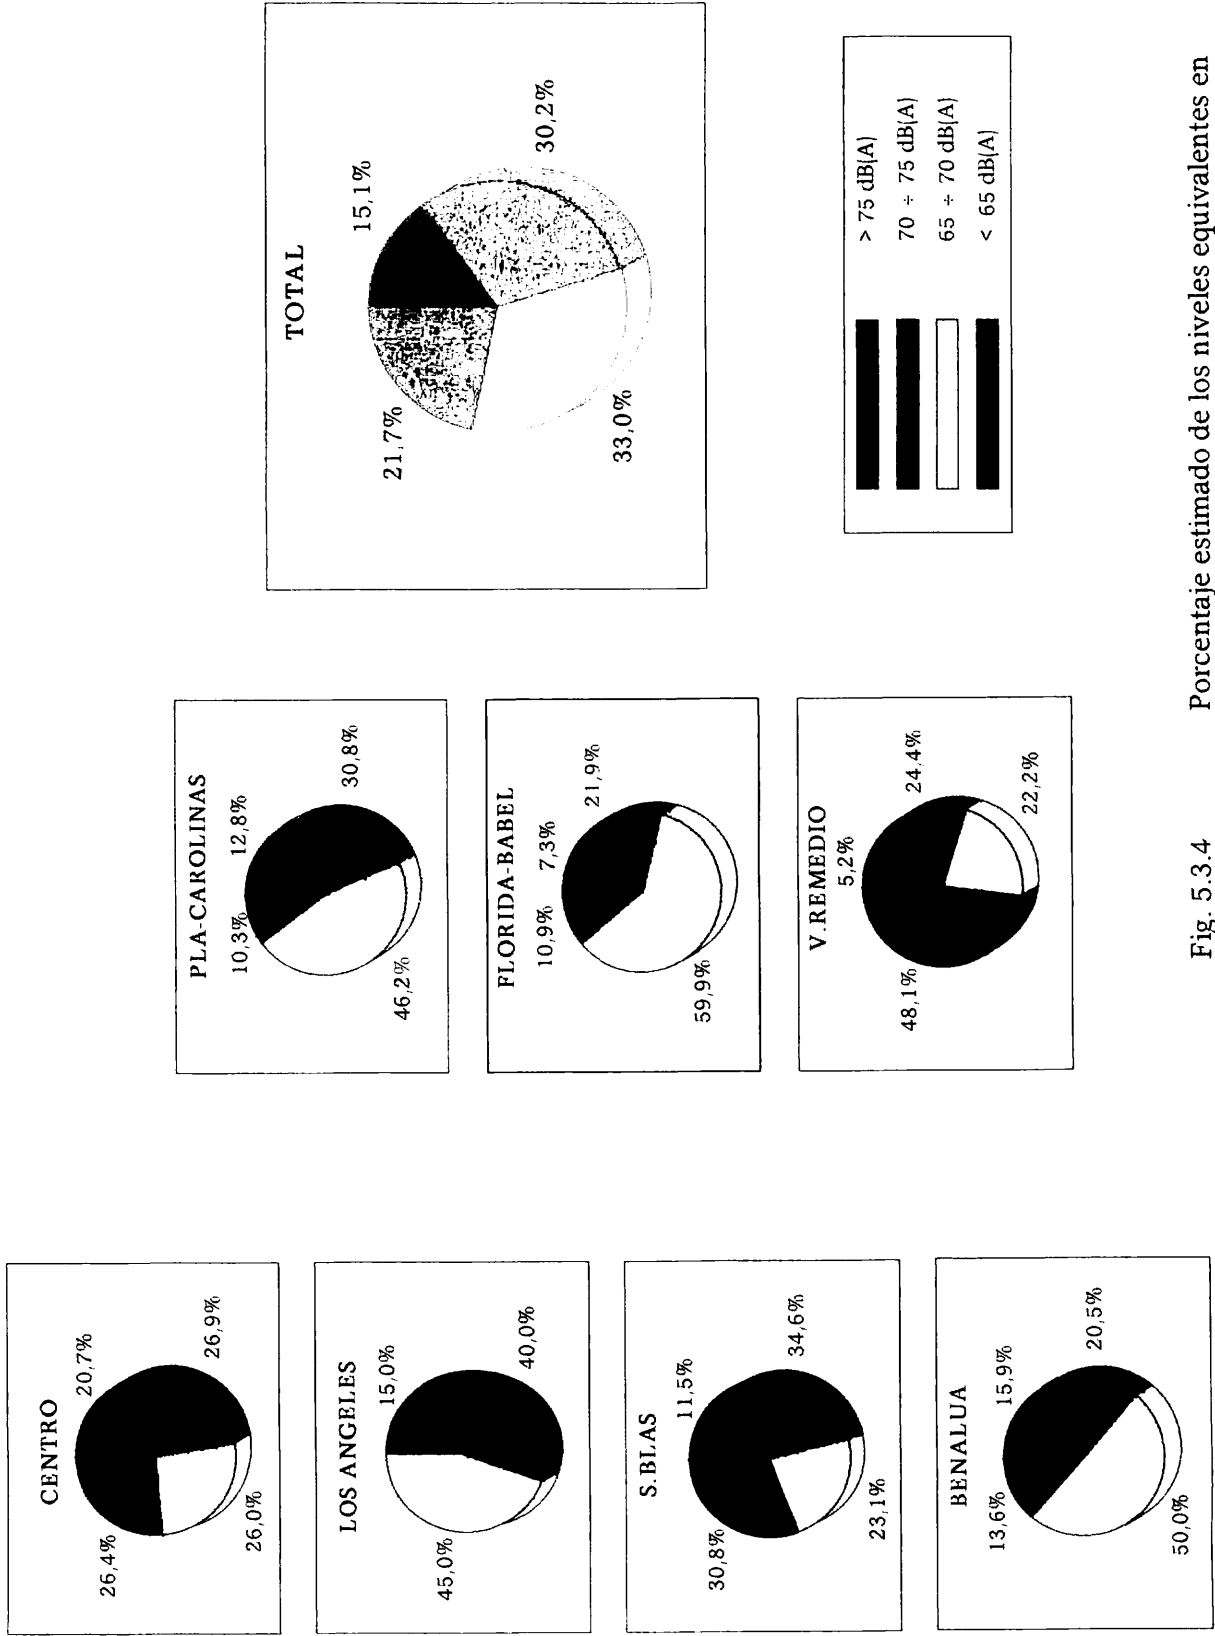 CENTRO
20,7%
26,9%
26,4%
26,0%
LOS ANGELES
15,0%
40,0%
45,0%
S.BLAS
11,5%
34,6%
30,8%
23,1%
BENALUA
15,9%
20,5%
13,6%
50,0%
PLA-CAROLINAS
10,3%
12,8%
30,8%
46,2%
FLORIDA-BABEL
10,9%
7,3%
21,9%
59,9%
V.REMEDIO
5,2%
24,4%
48,1%
22,2%
TOTAL
15,1%
30,2%
21,7%
33,0%
> 75 dB(A)
70 ÷ 75 dB(A)
65 ÷ 70 dB(A)
< 65 dB(A)
Fig. 5.3.4 Porcentaje estimado de los niveles equivalentes en